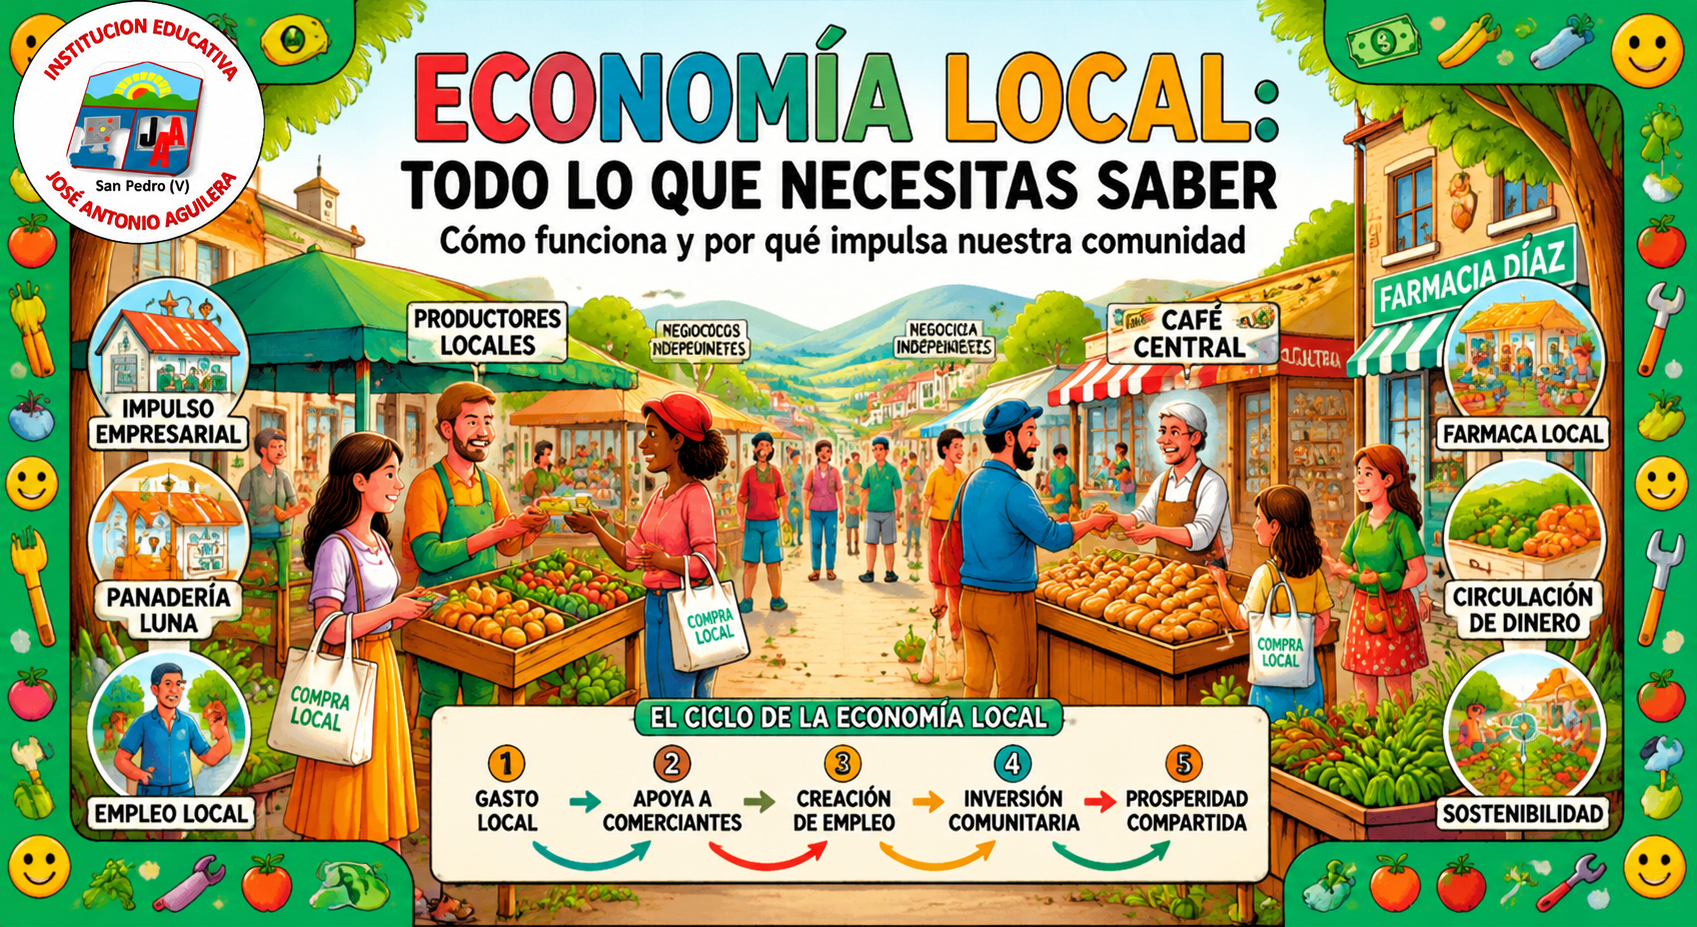 INSTITUCION EDUCATIVA
JAAA
San Pedro (V)
JOSÉ ANTONIO AGUILERA
ECONOMÍA LOCAL:
TODO LO QUE NECESITAS SABER
Cómo funciona y por qué impulsa nuestra comunidad
FARMACIA DÍAZ
PRODUCTORES
LOCALES
CAFÉ
CENTRAL
IMPULSO
EMPRESARIAL
PANADERÍA
LUNA
EMPLEO LOCAL
COMPRA
LOCAL
COMPRA
LOCAL
COMPRA
LOCAL
FARMACA LOCAL
CIRCULACIÓN
DE DINERO
SOSTENIBILIDAD
EL CICLO DE LA ECONOMÍA LOCAL
1
GASTO
LOCAL
2
APOYA A
COMERCIANTES
3
CREACIÓN
DE EMPLEO
4
INVERSIÓN
COMUNITARIA
5
PROSPERIDAD
COMPARTIDA